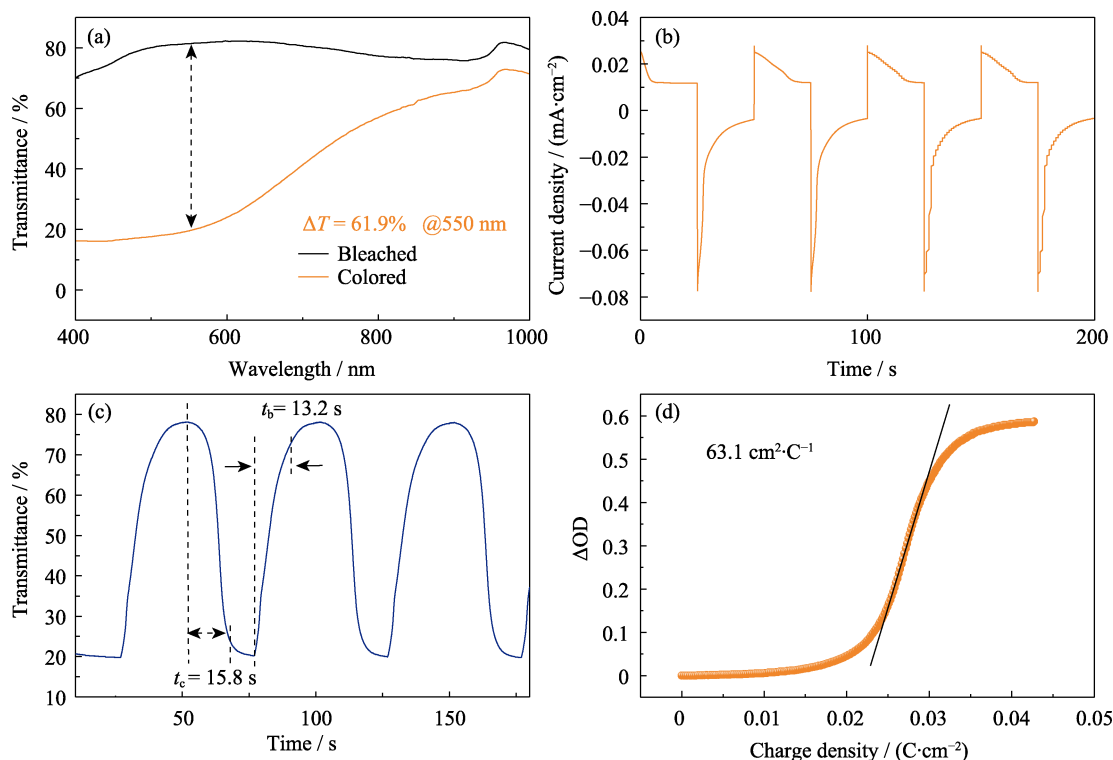 (a)
Transmittance / %
80
60
40
20
0
ΔT = 61.9% @550 nm
Bleached
Colored
400
600
800
1000
Wavelength / nm
(b)
Current density / (mA·cm⁻²)
0.04
0.02
0
−0.02
−0.04
−0.06
−0.08
0
100
200
Time / s
(c)
Transmittance / %
80
70
60
50
40
30
20
10
t_b = 13.2 s
t_c = 15.8 s
50
100
150
Time / s
(d)
ΔOD
0.6
0.5
0.4
0.3
0.2
0.1
0
63.1 cm²·C⁻¹
0
0.01
0.02
0.03
0.04
0.05
Charge density / (C·cm⁻²)